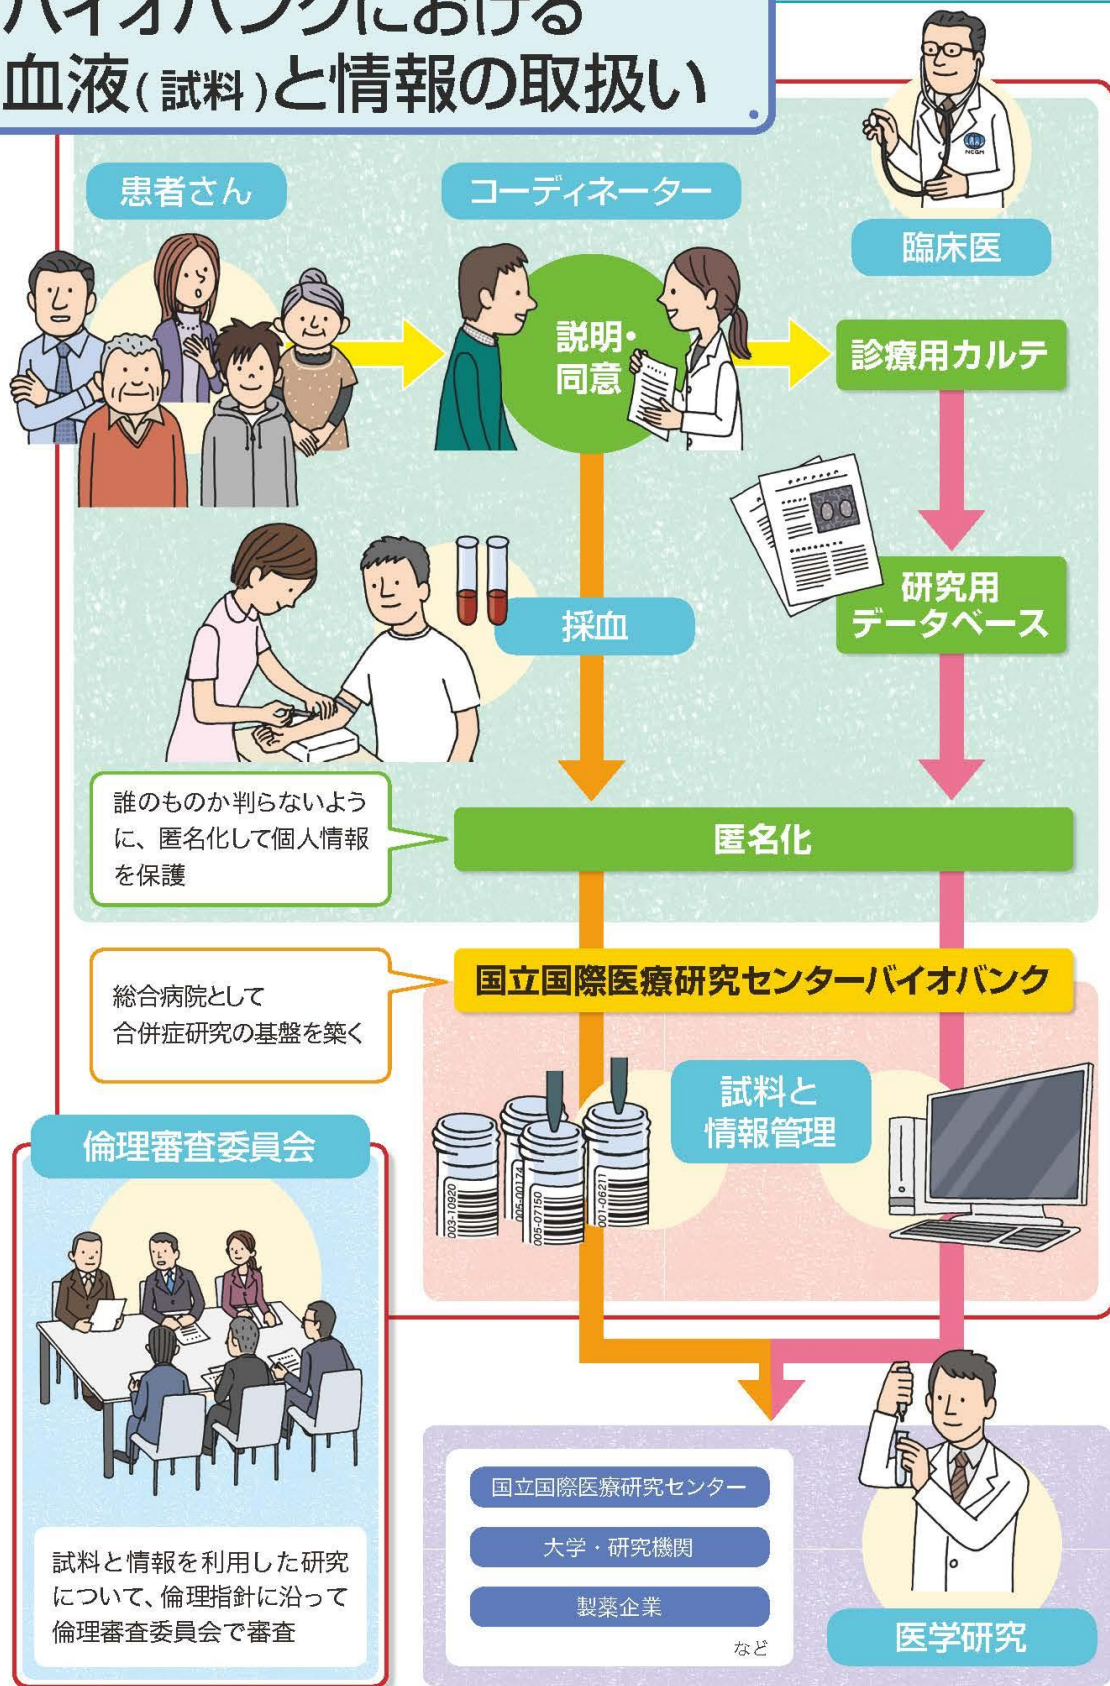 バイオバンクにおける
血液(試料)と情報の取扱い
患者さん
コーディネーター
NCGM
臨床医
説明・
同意
診療用カルテ
研究用
データベース
採血
誰のものか判らないよう
に、匿名化して個人情報
を保護
匿名化
総合病院として
合併症研究の基盤を築く
国立国際医療研究センターバイオバンク
試料と
情報管理
003-10920
005-00174
005-07150
001-06211
倫理審査委員会
試料と情報を利用した研究
について、倫理指針に沿って
倫理審査委員会で審査
国立国際医療研究センター
大学・研究機関
製薬企業
など
医学研究